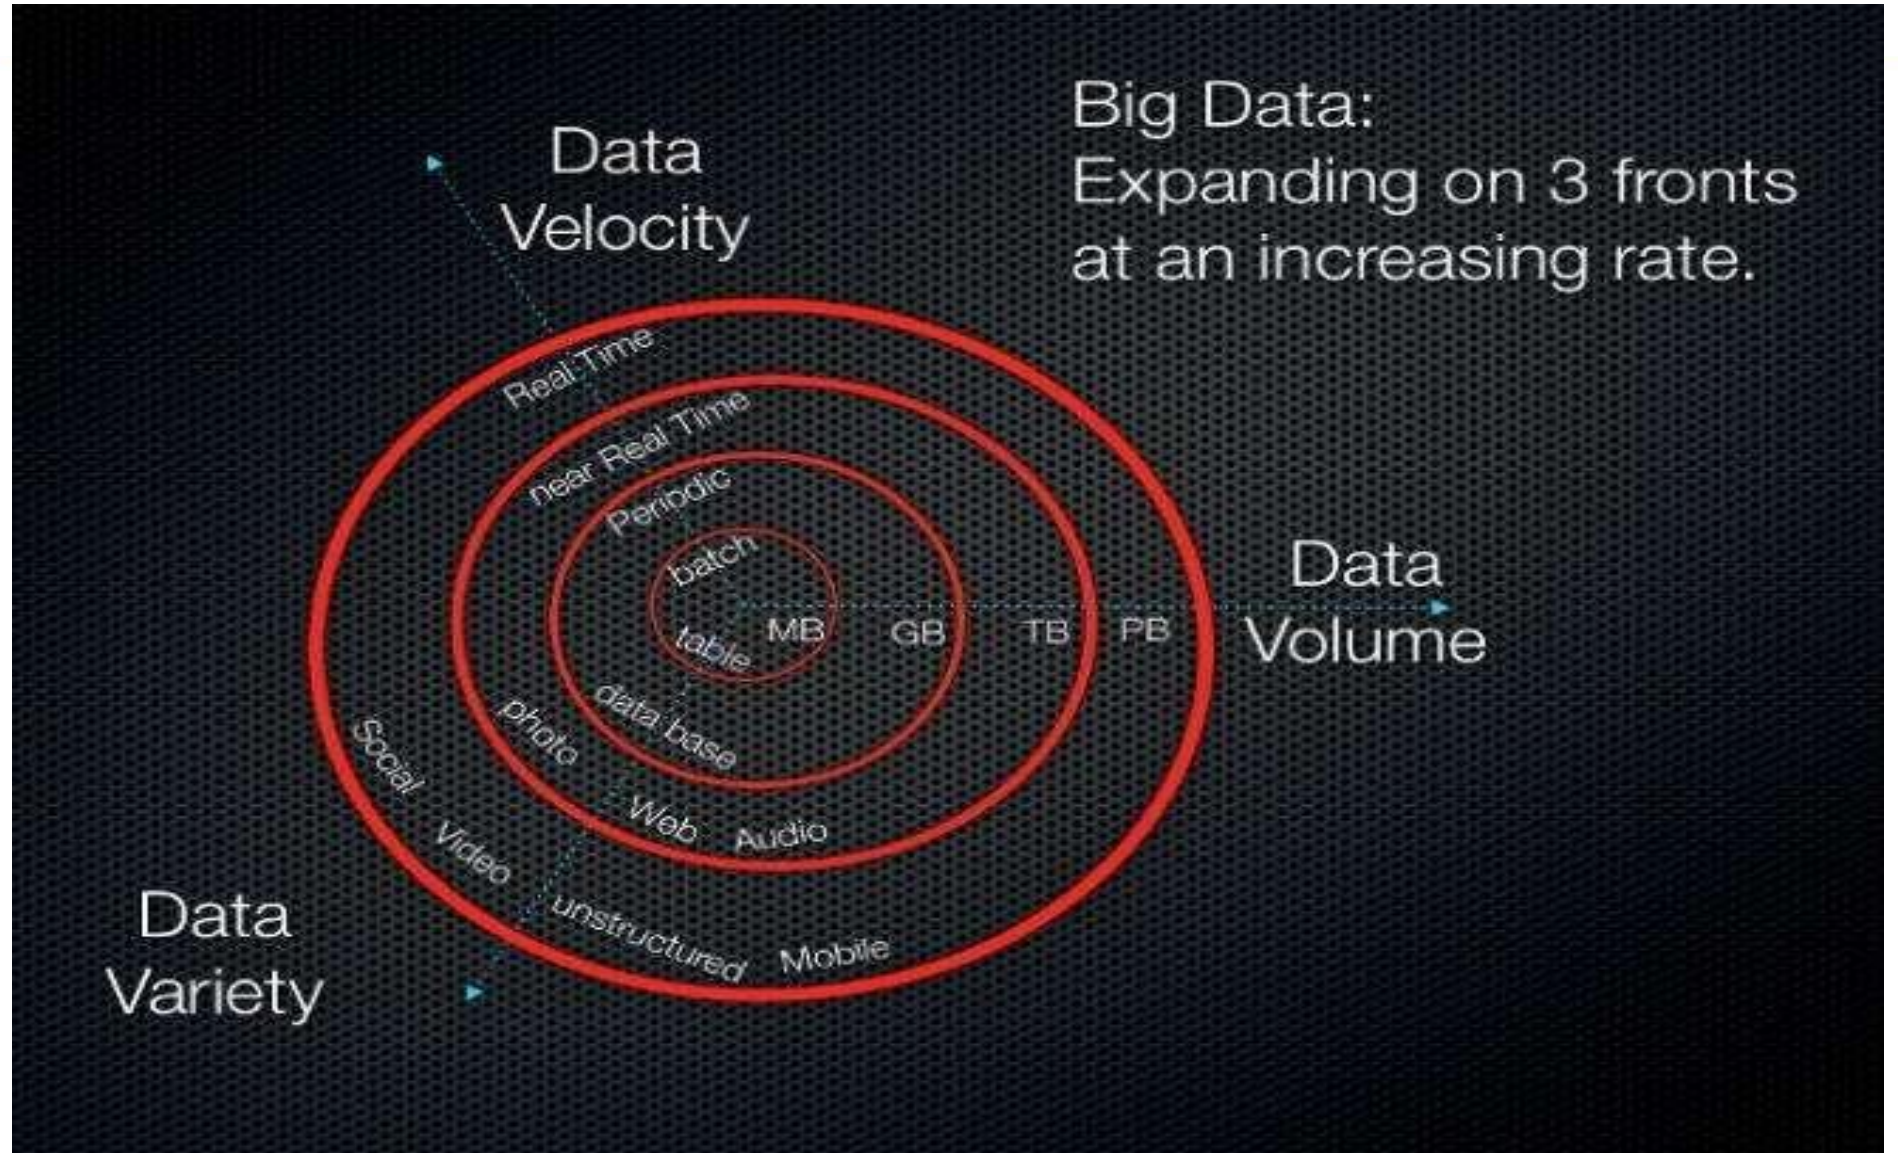 Big Data:
Expanding on 3 fronts
at an increasing rate.
Data
Velocity
Real Time
near Real Time
Periodic
batch
Data
Volume
MB GB TB PB
table
data base
photo
Web Audio
Social
Video
unstructured Mobile
Data
Variety